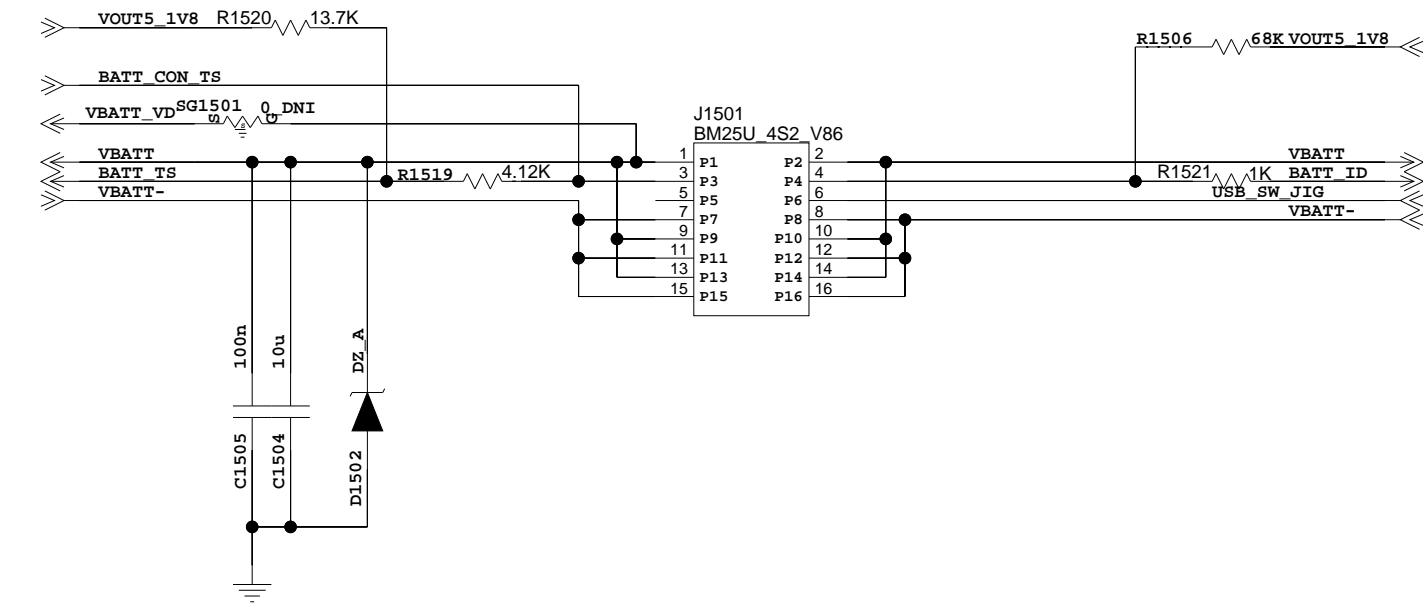 VOUT5_1V8 R1520 13.7K
R1506 68K VOUT5_1V8
BATT_CON_TS
VBATT_VD SG1501 0_DNI
S G
J1501
BM25U_4S2_V86
VBATT 1 P1 P2 2 VBATT
BATT_TS R1519 4.12K 3 P3 P4 4 R1521 1K BATT_ID
VBATT- 5 P5 P6 6 USB_SW_JIG
7 P7 P8 8 VBATT-
9 P9 P10 10
11 P11 P12 12
13 P13 P14 14
15 P15 P16 16
100n 10u DZ_A
C1505 C1504 D1502